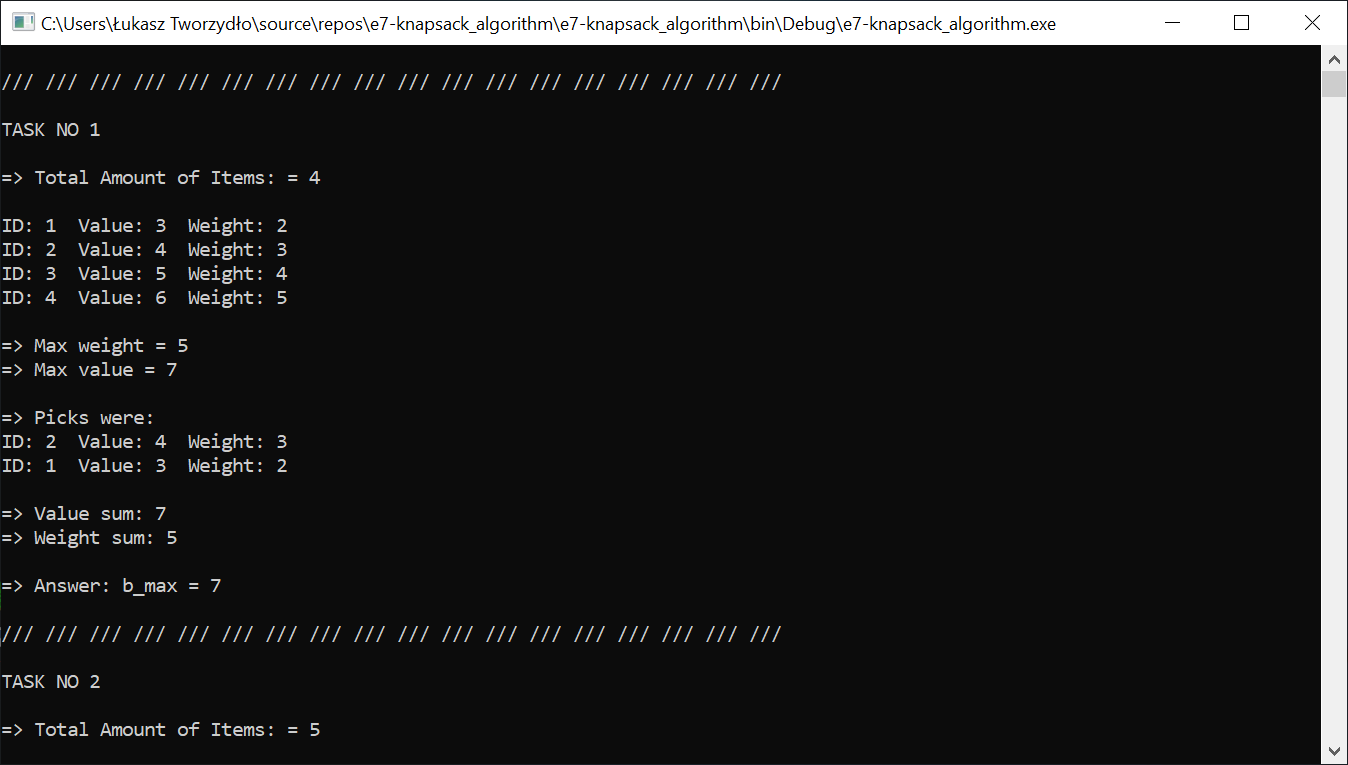 C:\Users\Łukasz Tworzydło\source\repos\e7-knapsack_algorithm\e7-knapsack_algorithm\bin\Debug\e7-knapsack_algorithm.exe
/// /// /// /// /// /// /// /// /// /// /// /// /// /// /// /// /// ///
TASK NO 1
=> Total Amount of Items: = 4
ID: 1  Value: 3  Weight: 2
ID: 2  Value: 4  Weight: 3
ID: 3  Value: 5  Weight: 4
ID: 4  Value: 6  Weight: 5
=> Max weight = 5
=> Max value = 7
=> Picks were:
ID: 2  Value: 4  Weight: 3
ID: 1  Value: 3  Weight: 2
=> Value sum: 7
=> Weight sum: 5
=> Answer: b_max = 7
/// /// /// /// /// /// /// /// /// /// /// /// /// /// /// /// /// ///
TASK NO 2
=> Total Amount of Items: = 5